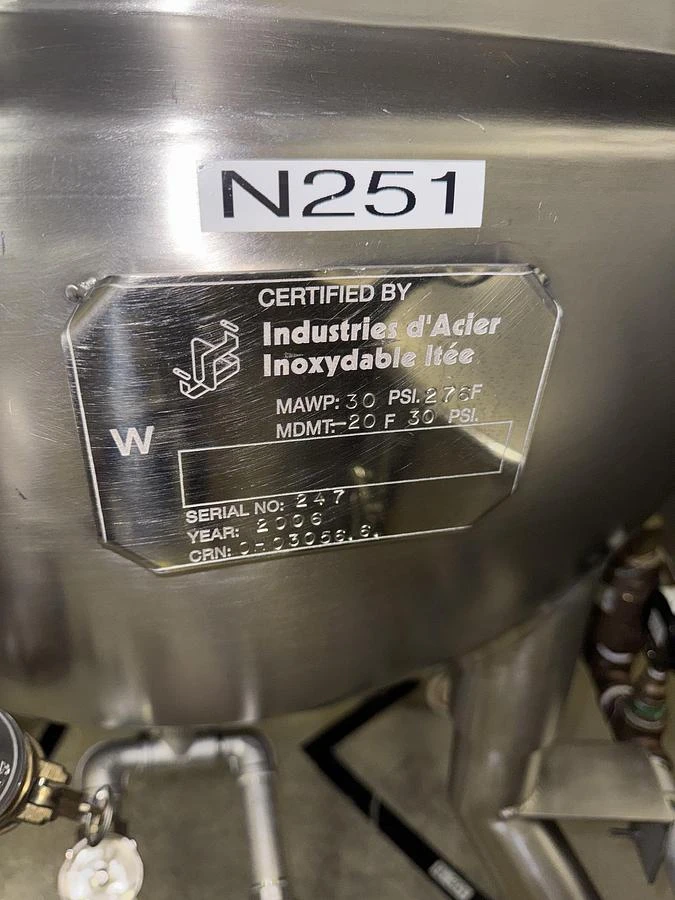 N251
CERTIFIED BY
Industries d'Acier
Inoxydable ltée
MAWP: 30 PSI. 276F
MDMT: -20 F 30 PSI.
W
SERIAL NO: 247
YEAR: 2006
CRN: